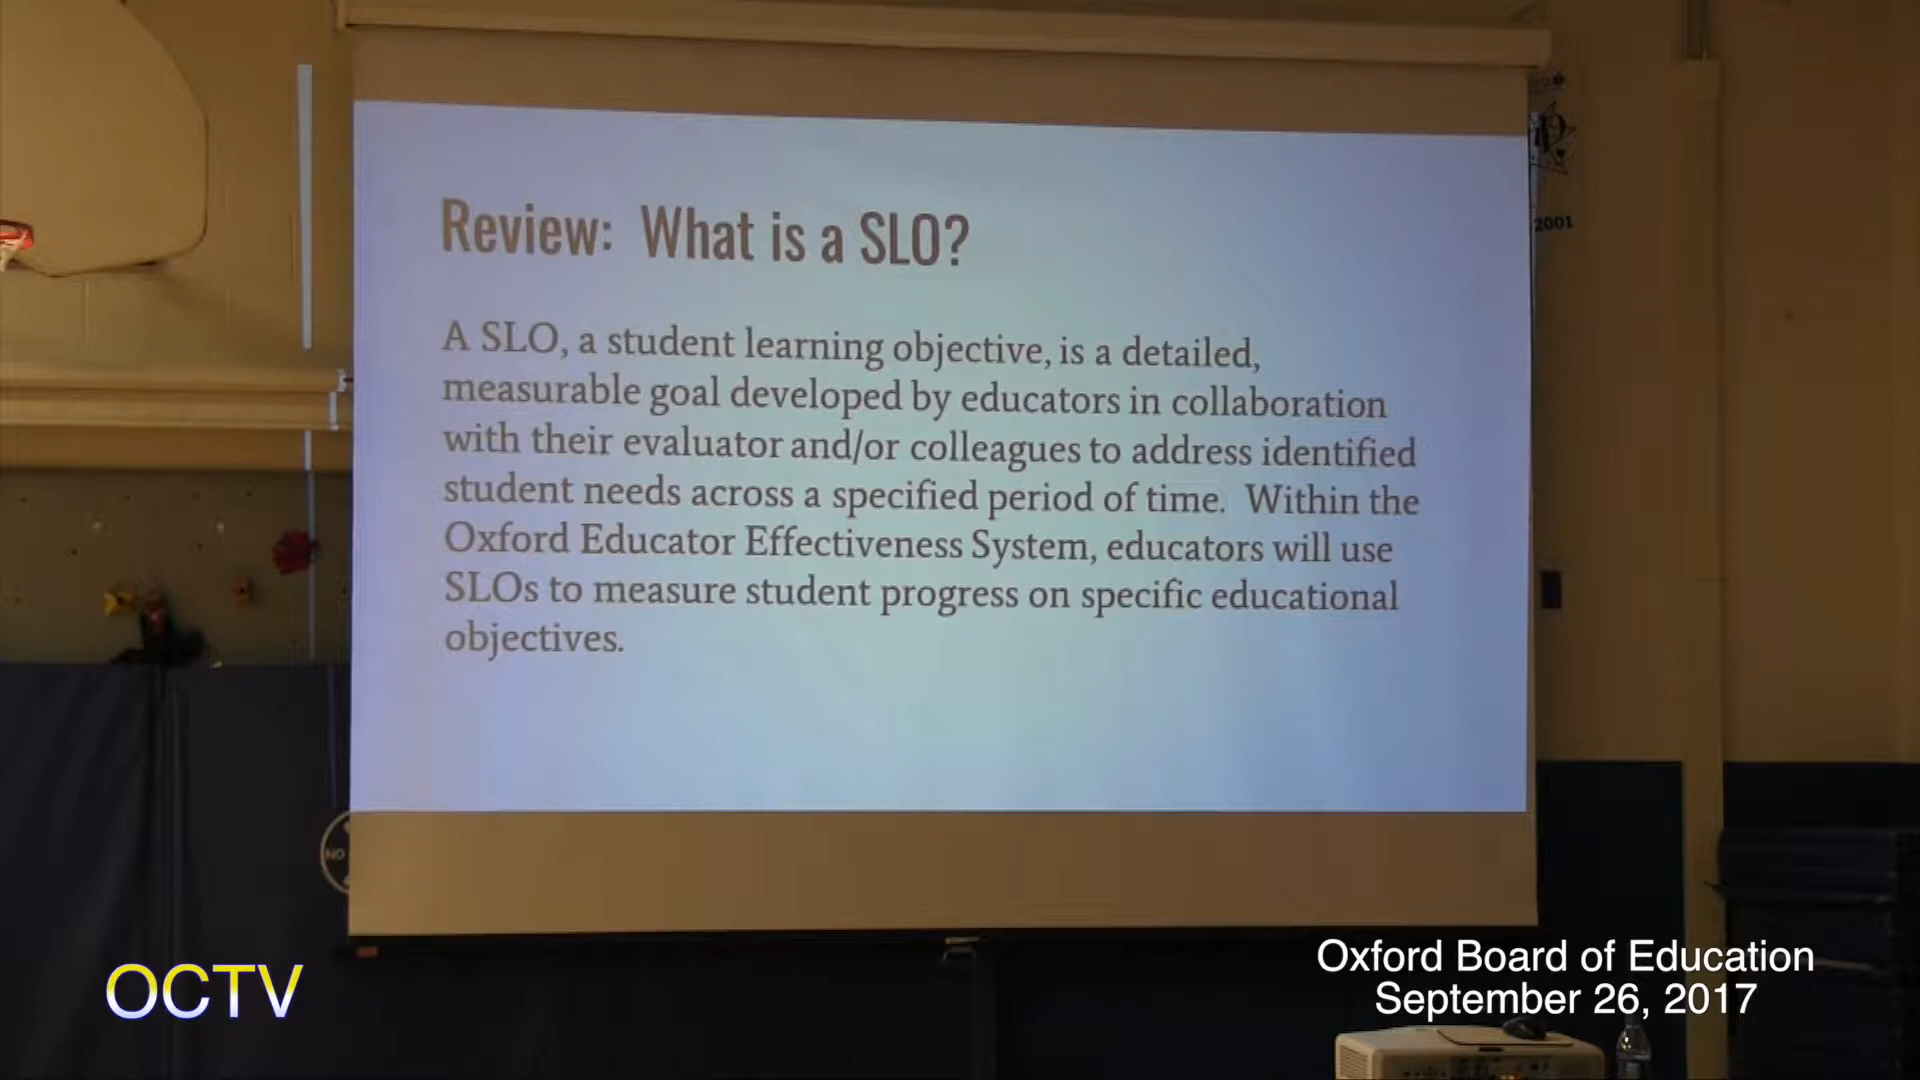 2001
Review: What is a SLO?
A SLO, a student learning objective, is a detailed,
measurable goal developed by educators in collaboration
with their evaluator and/or colleagues to address identified
student needs across a specified period of time. Within the
Oxford Educator Effectiveness System, educators will use
SLOs to measure student progress on specific educational
objectives.
NO
OCTV
Oxford Board of Education
September 26, 2017